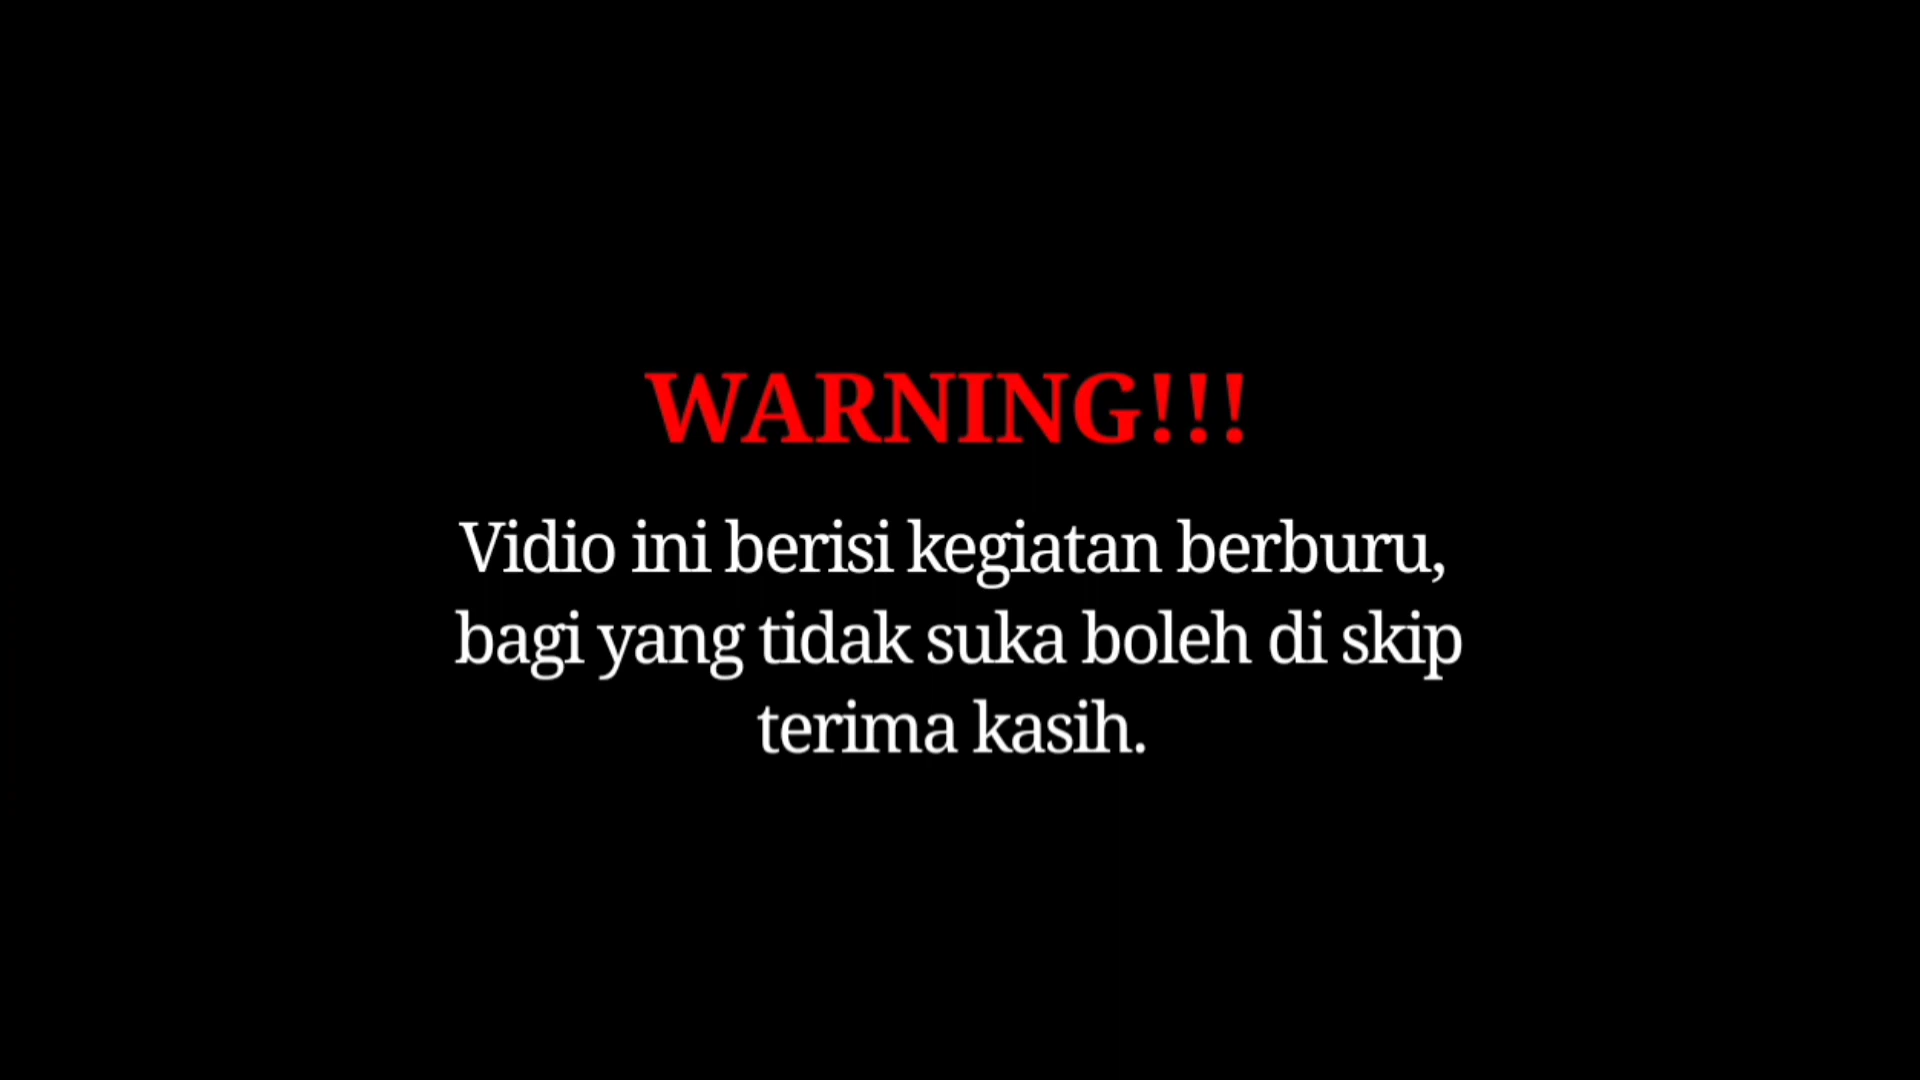 WARNING!!!
Vidio ini berisi kegiatan berburu,
bagi yang tidak suka boleh di skip
terima kasih.